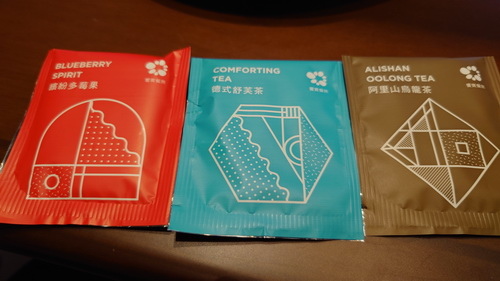 BLUEBERRY
SPIRIT
繽紛多莓果
COMFORTING
TEA
德式舒芙茶
ALISHAN
OOLONG TEA
阿里山烏龍茶